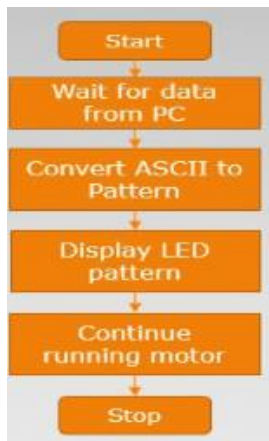 Start
Wait for data
from PC
Convert ASCII to
Pattern
Display LED
pattern
Continue
running motor
Stop